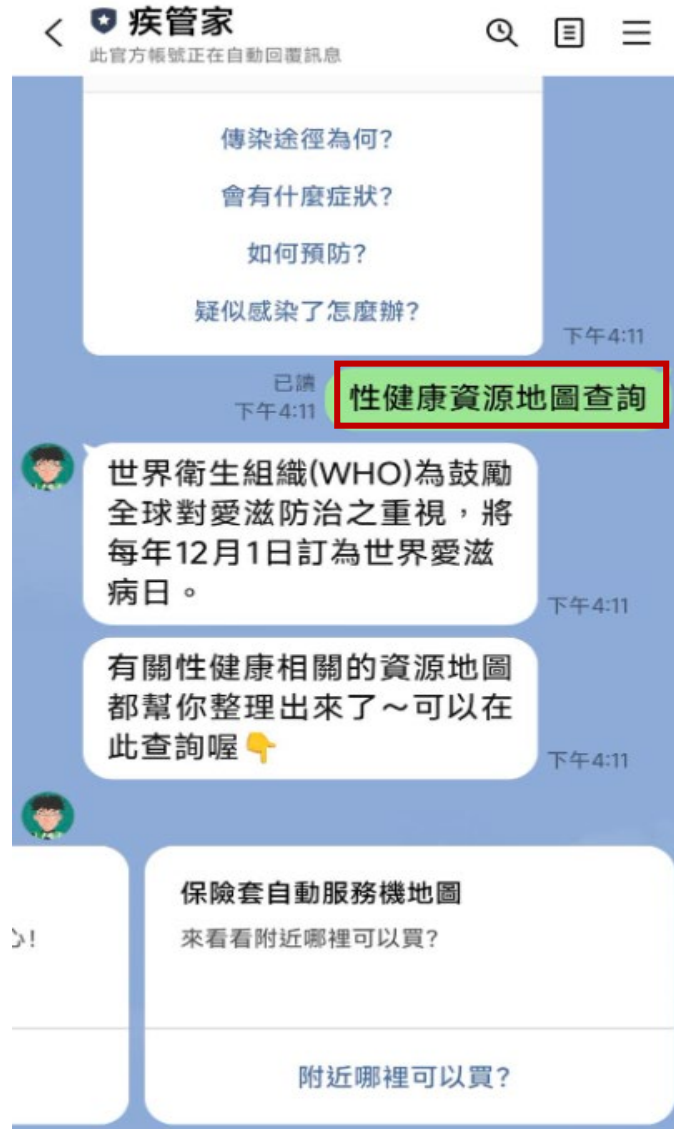 疾管家
此官方帳號正在自動回覆訊息
傳染途徑為何?
會有什麼症狀?
如何預防?
疑似感染了怎麼辦?
下午4:11
已讀
下午4:11
性健康資源地圖查詢
世界衛生組織(WHO)為鼓勵
全球對愛滋防治之重視，將
每年12月1日訂為世界愛滋
病日。
下午4:11
有關性健康相關的資源地圖
都幫你整理出來了～可以在
此查詢喔👇
下午4:11
心!
保險套自動服務機地圖
來看看附近哪裡可以買?
附近哪裡可以買?